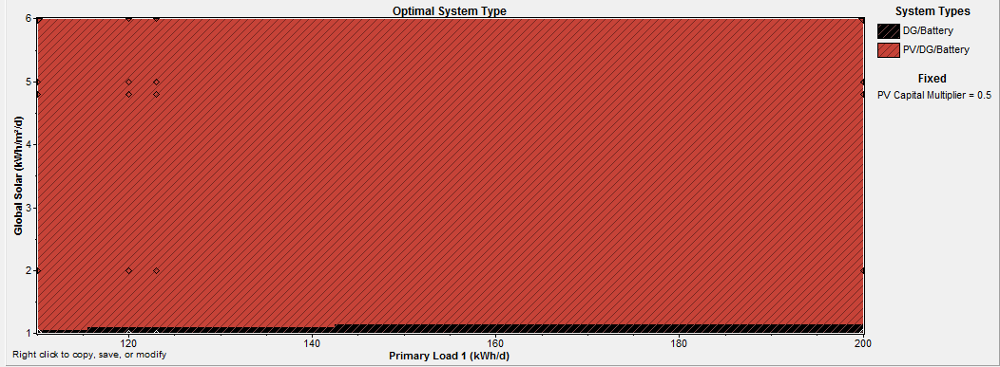 Optimal System Type
System Types
DG/Battery
PV/DG/Battery
Fixed
PV Capital Multiplier = 0.5
Global Solar (kWh/m²/d)
6
5
4
3
2
1
120
140
160
180
200
Primary Load 1 (kWh/d)
Right click to copy, save, or modify